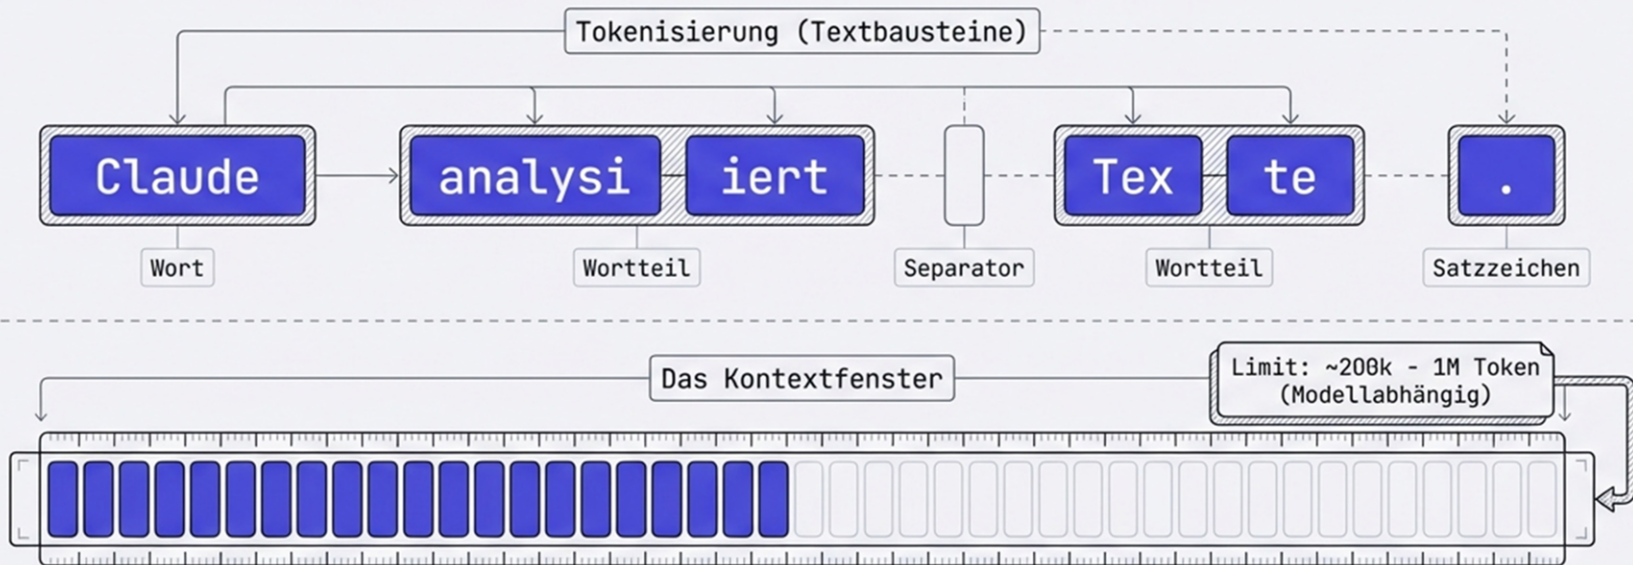 Tokenisierung (Textbausteine)
Claude analysi iert Tex te .
Wort Wortteil Separator Wortteil Satzzeichen
Das Kontextfenster
Limit: ~200k - 1M Token
(Modellabhängig)